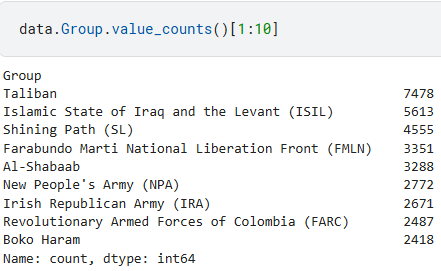 data.Group.value_counts()[1:10]
Group
Taliban 7478
Islamic State of Iraq and the Levant (ISIL) 5613
Shining Path (SL) 4555
Farabundo Marti National Liberation Front (FMLN) 3351
Al-Shabaab 3288
New People's Army (NPA) 2772
Irish Republican Army (IRA) 2671
Revolutionary Armed Forces of Colombia (FARC) 2487
Boko Haram 2418
Name: count, dtype: int64